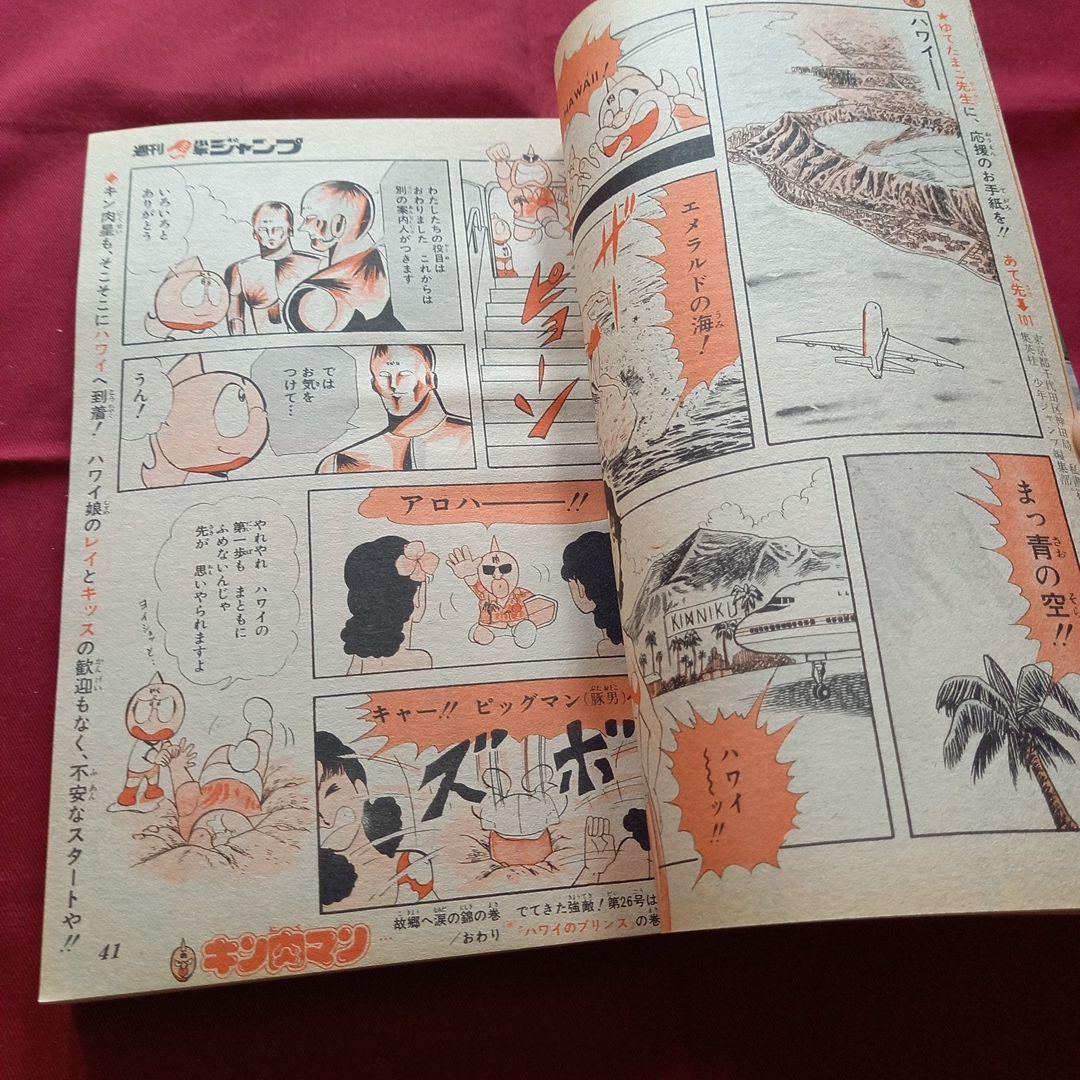 ★ゆでたまご先生に、応援のお手紙を!! あて先➡101
東京都千代田区神田局
集英社 少年ジャンプ編集部
ハワイ――
HAWAII!
エメラルドの海!
まっ青の空!!
KINNIKU
ハワイ
〜〜〜ッ!!
週刊少年ジャンプ
わたしたちの役目は
おわりました これからは
別の案内人がつきます
いろいろと
ありがとう
ピョーン
では
お気を
つけて…
うん!
アロハ――――!!
やれやれ ハワイの
第一歩も まともに
ふめないんじゃ
先が 思いやられますよ
ヨイショッと…
キャー!! ピッグマン(豚男)
ズボ
◆キン肉星も、そこそこにハワイへ到着! ハワイ娘のレイとキッスの歓迎もなく、不安なスタートや!!
故郷へ涙の錦の巻
/おわり
でてきた強敵!第26号は
"ハワイのプリンス"の巻
…
キン肉マン
41